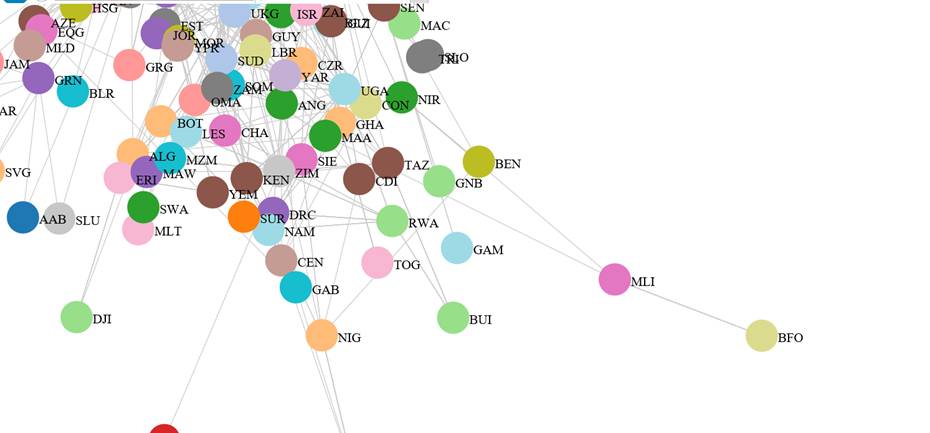 HSG
UKG
ISR
ZAI
SEN
AZE
EQG
EST
JOR
MOR
YPR
GUY
MAC
MLD
SUD
LBR
CZR
JAM
GRG
YAR
GRN
BLR
ZAM
SOM
OMA
ANG
UGA
CON
NIR
AR
BOT
LES
CHA
GHA
MAA
ALG
MZM
SIE
TAZ
BEN
SVG
ERI
MAW
KEN
ZIM
CDI
GNB
YEM
AAB
SLU
SWA
SUR
DRC
RWA
MLT
NAM
GAM
CEN
TOG
MLI
GAB
DJI
BUI
NIG
BFO